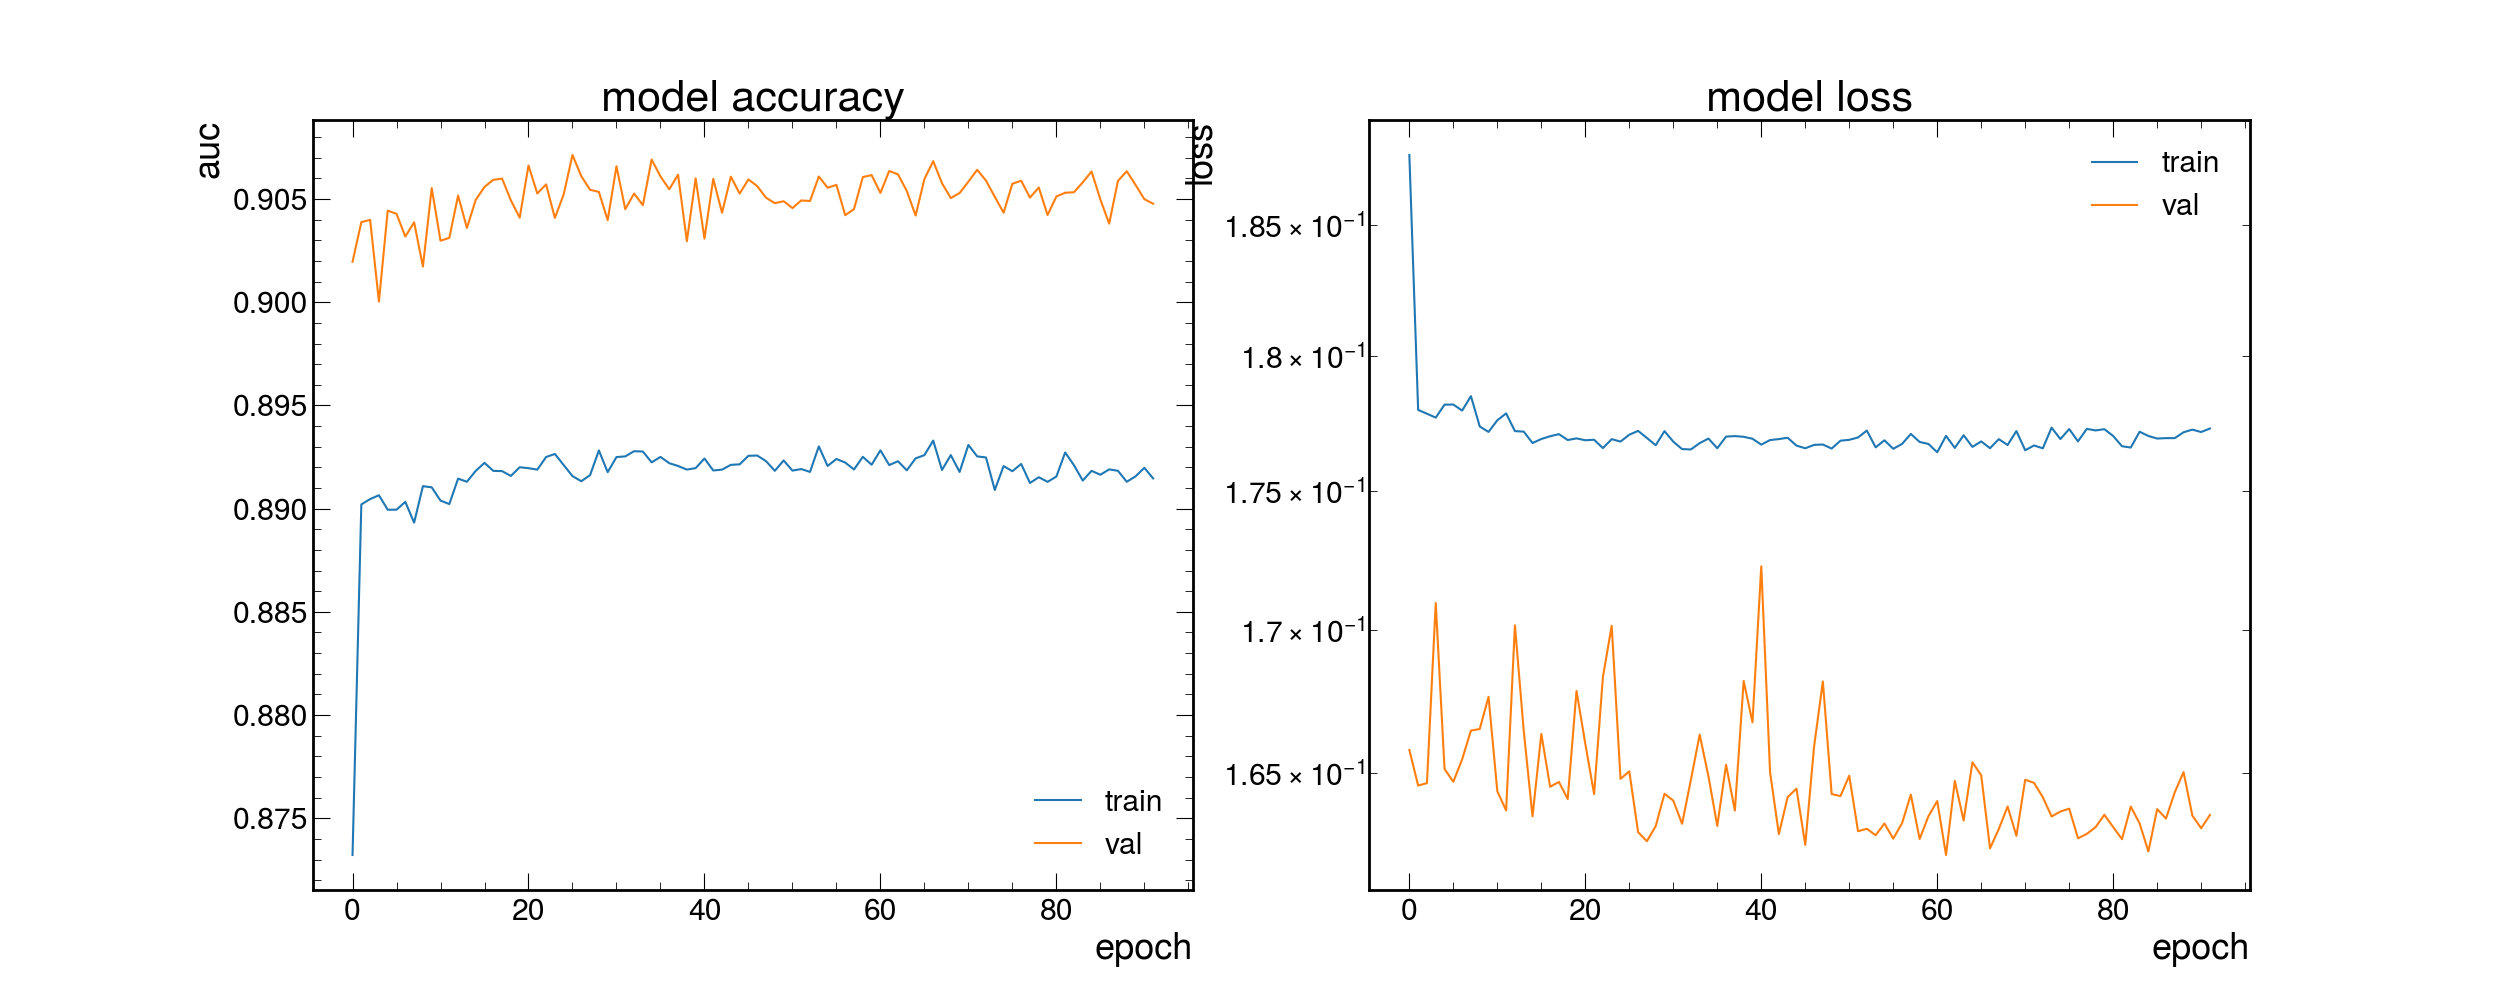 model accuracy
auc
0.905
0.900
0.895
0.890
0.885
0.880
0.875
train
val
0 20 40 60 80
epoch
model loss
loss
1.85 × 10⁻¹
1.8 × 10⁻¹
1.75 × 10⁻¹
1.7 × 10⁻¹
1.65 × 10⁻¹
train
val
0 20 40 60 80
epoch